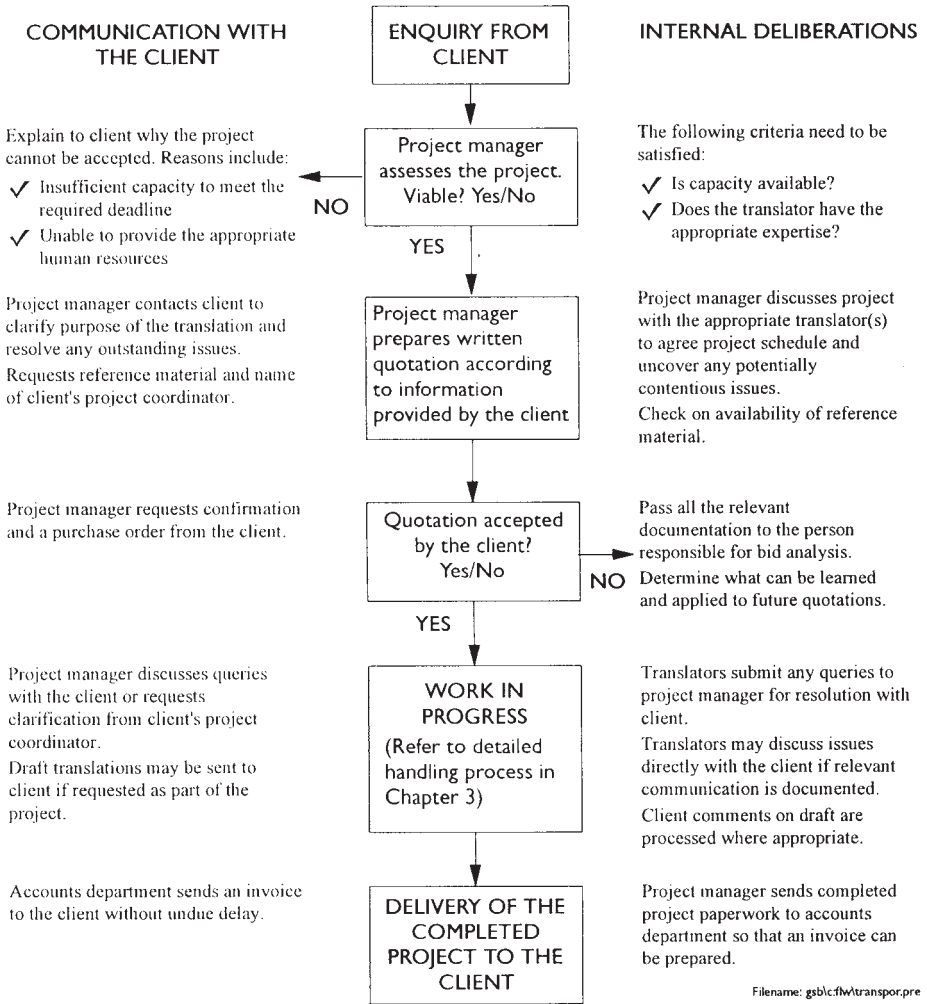 COMMUNICATION WITH
THE CLIENT
ENQUIRY FROM
CLIENT
INTERNAL DELIBERATIONS
Explain to client why the project
cannot be accepted. Reasons include:
✓ Insufficient capacity to meet the
required deadline
✓ Unable to provide the appropriate
human resources
NO
Project manager
assesses the project.
Viable? Yes/No
YES
The following criteria need to be
satisfied:
✓ Is capacity available?
✓ Does the translator have the
appropriate expertise?
Project manager contacts client to
clarify purpose of the translation and
resolve any outstanding issues.
Requests reference material and name
of client's project coordinator.
Project manager
prepares written
quotation according
to information
provided by the client
Project manager discusses project
with the appropriate translator(s)
to agree project schedule and
uncover any potentially
contentious issues.
Check on availability of reference
material.
Project manager requests confirmation
and a purchase order from the client.
Quotation accepted
by the client?
Yes/No
NO
YES
Pass all the relevant
documentation to the person
responsible for bid analysis.
Determine what can be learned
and applied to future quotations.
Project manager discusses queries
with the client or requests
clarification from client's project
coordinator.
Draft translations may be sent to
client if requested as part of the
project.
WORK IN
PROGRESS
(Refer to detailed
handling process in
Chapter 3)
Translators submit any queries to
project manager for resolution with
client.
Translators may discuss issues
directly with the client if relevant
communication is documented.
Client comments on draft are
processed where appropriate.
Accounts department sends an invoice
to the client without undue delay.
DELIVERY OF THE
COMPLETED
PROJECT TO THE
CLIENT
Project manager sends completed
project paperwork to accounts
department so that an invoice can
be prepared.
Filename: gsb\c:flw\transpor.pre